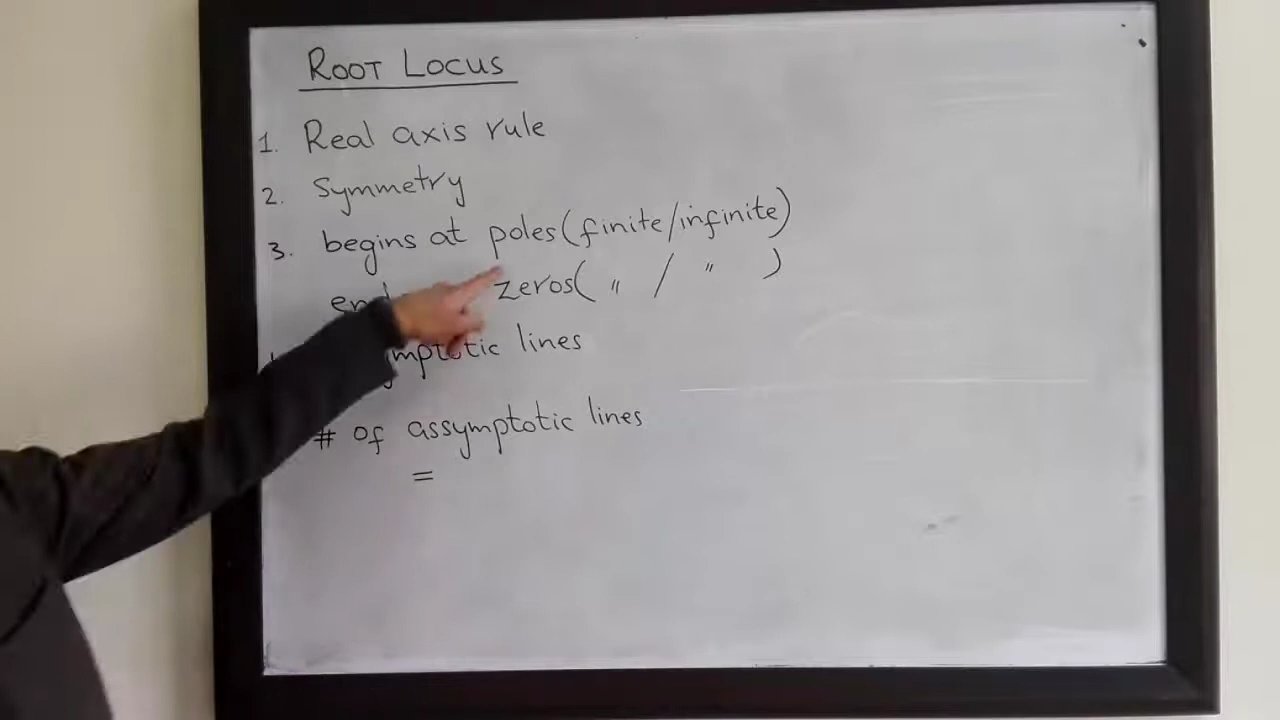 ROOT LOCUS
1. Real axis rule
2. Symmetry
3. begins at poles(finite/infinite)
zeros( " / " )
lines
# of assymptotic lines
=